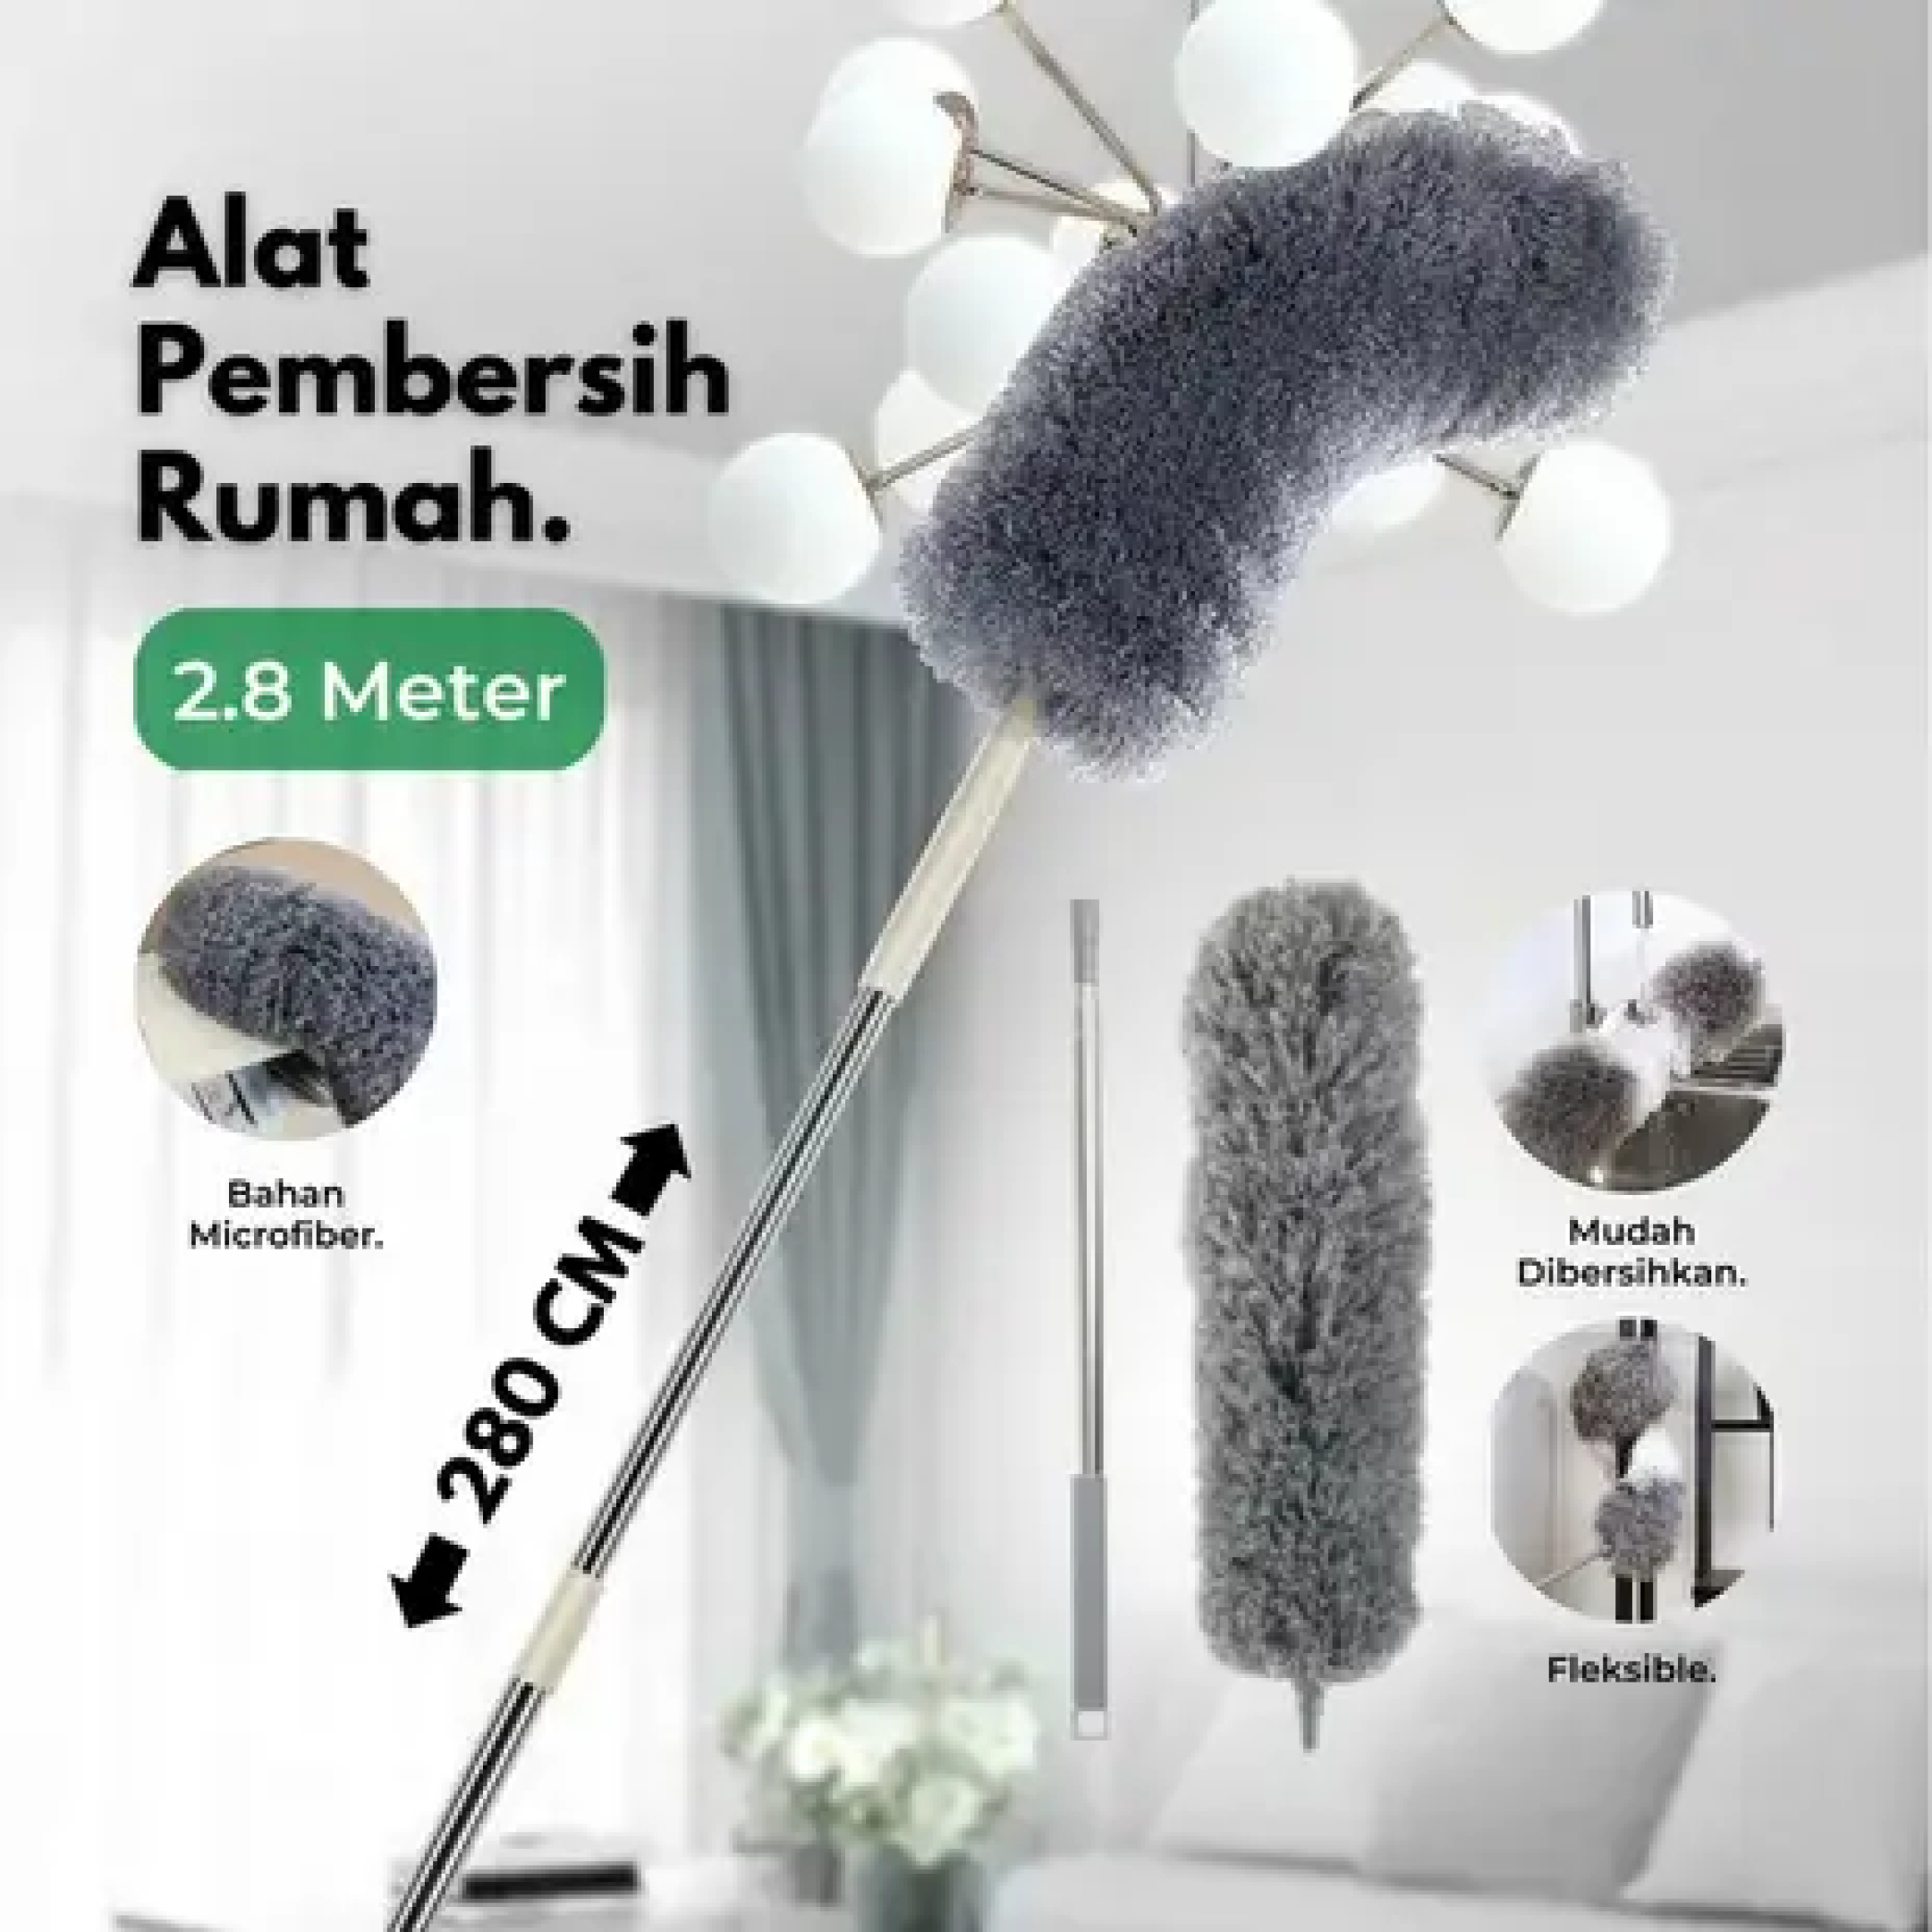 Alat
Pembersih
Rumah.
2.8 Meter
Bahan
Microfiber.
280 CM
Mudah
Dibersihkan.
Fleksible.